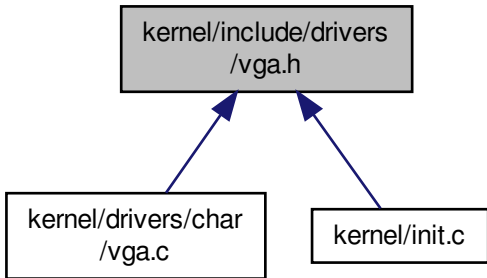 kernel/include/drivers
/vga.h
kernel/drivers/char
/vga.c
kernel/init.c